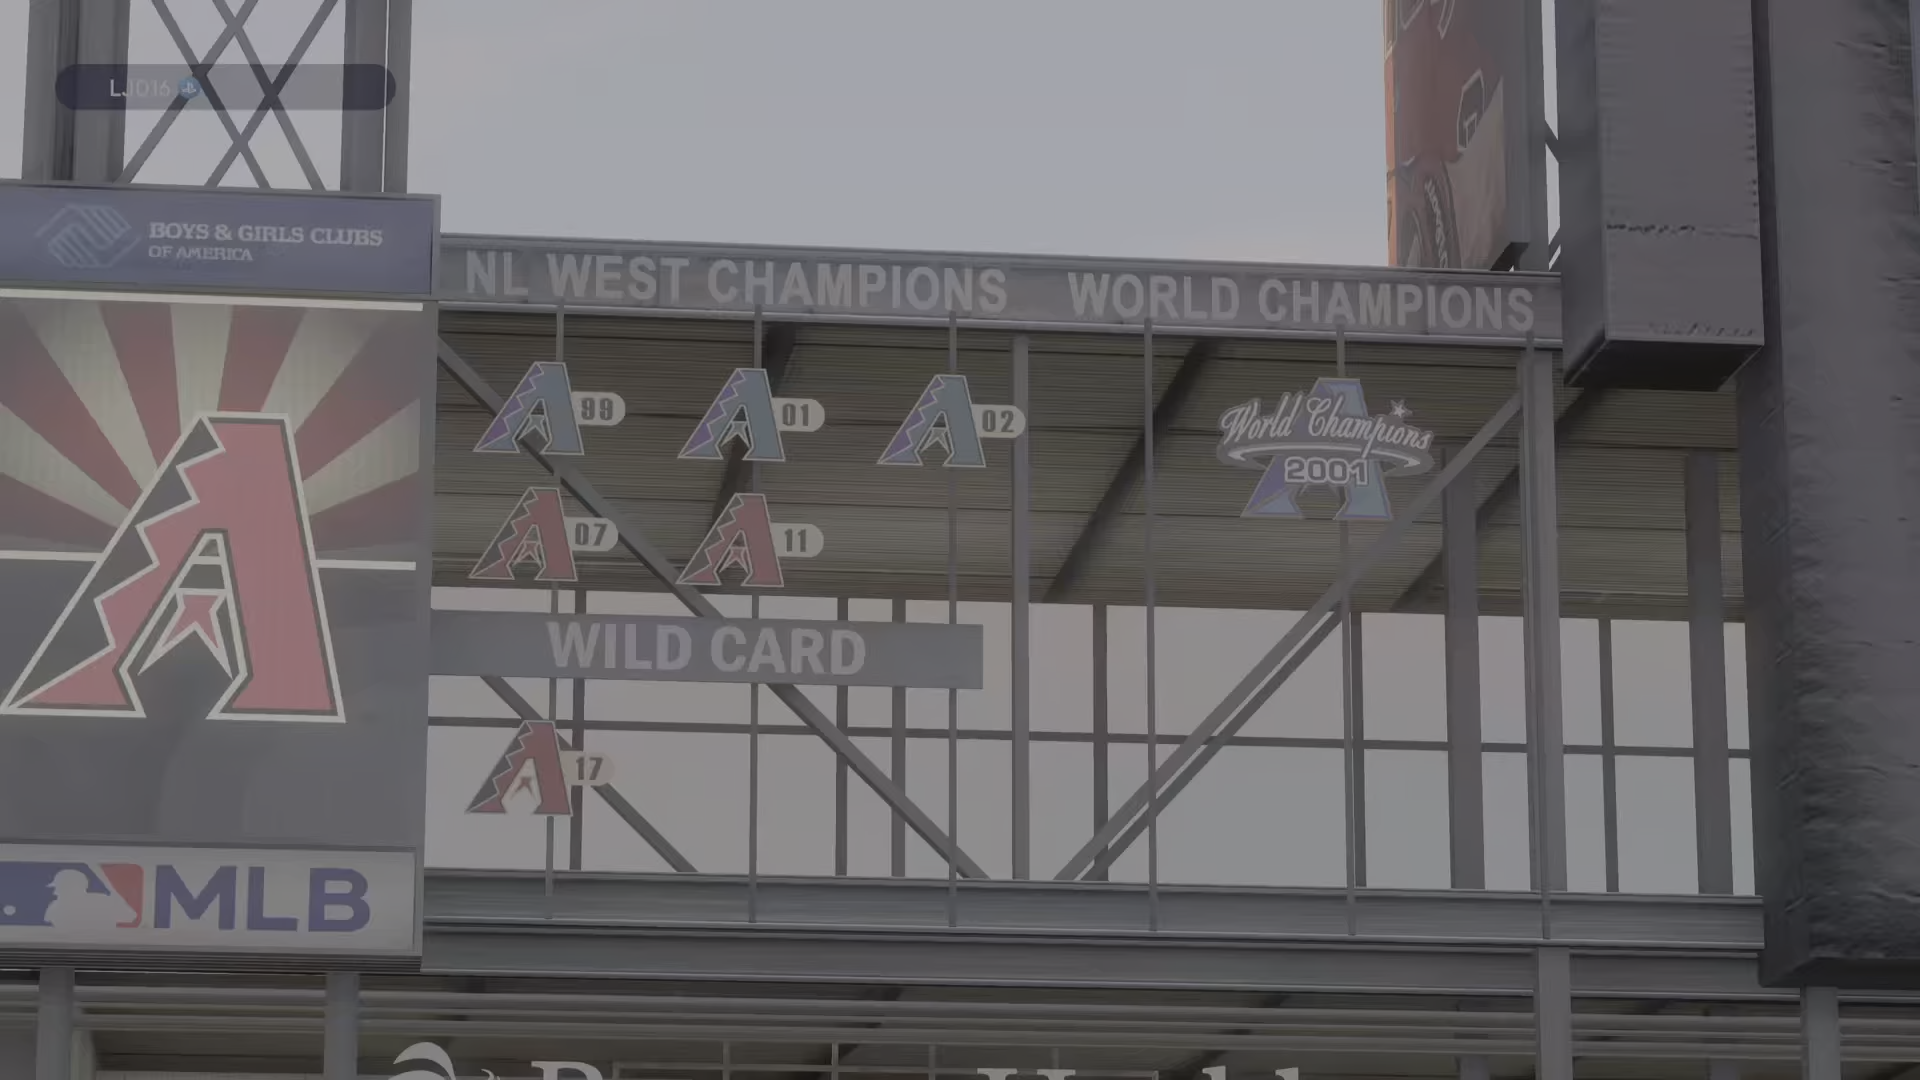 LJD16
BOYS & GIRLS CLUBS
OF AMERICA
NL WEST CHAMPIONS
WORLD CHAMPIONS
99
01
02
World Champions
2001
07
11
WILD CARD
17
MLB